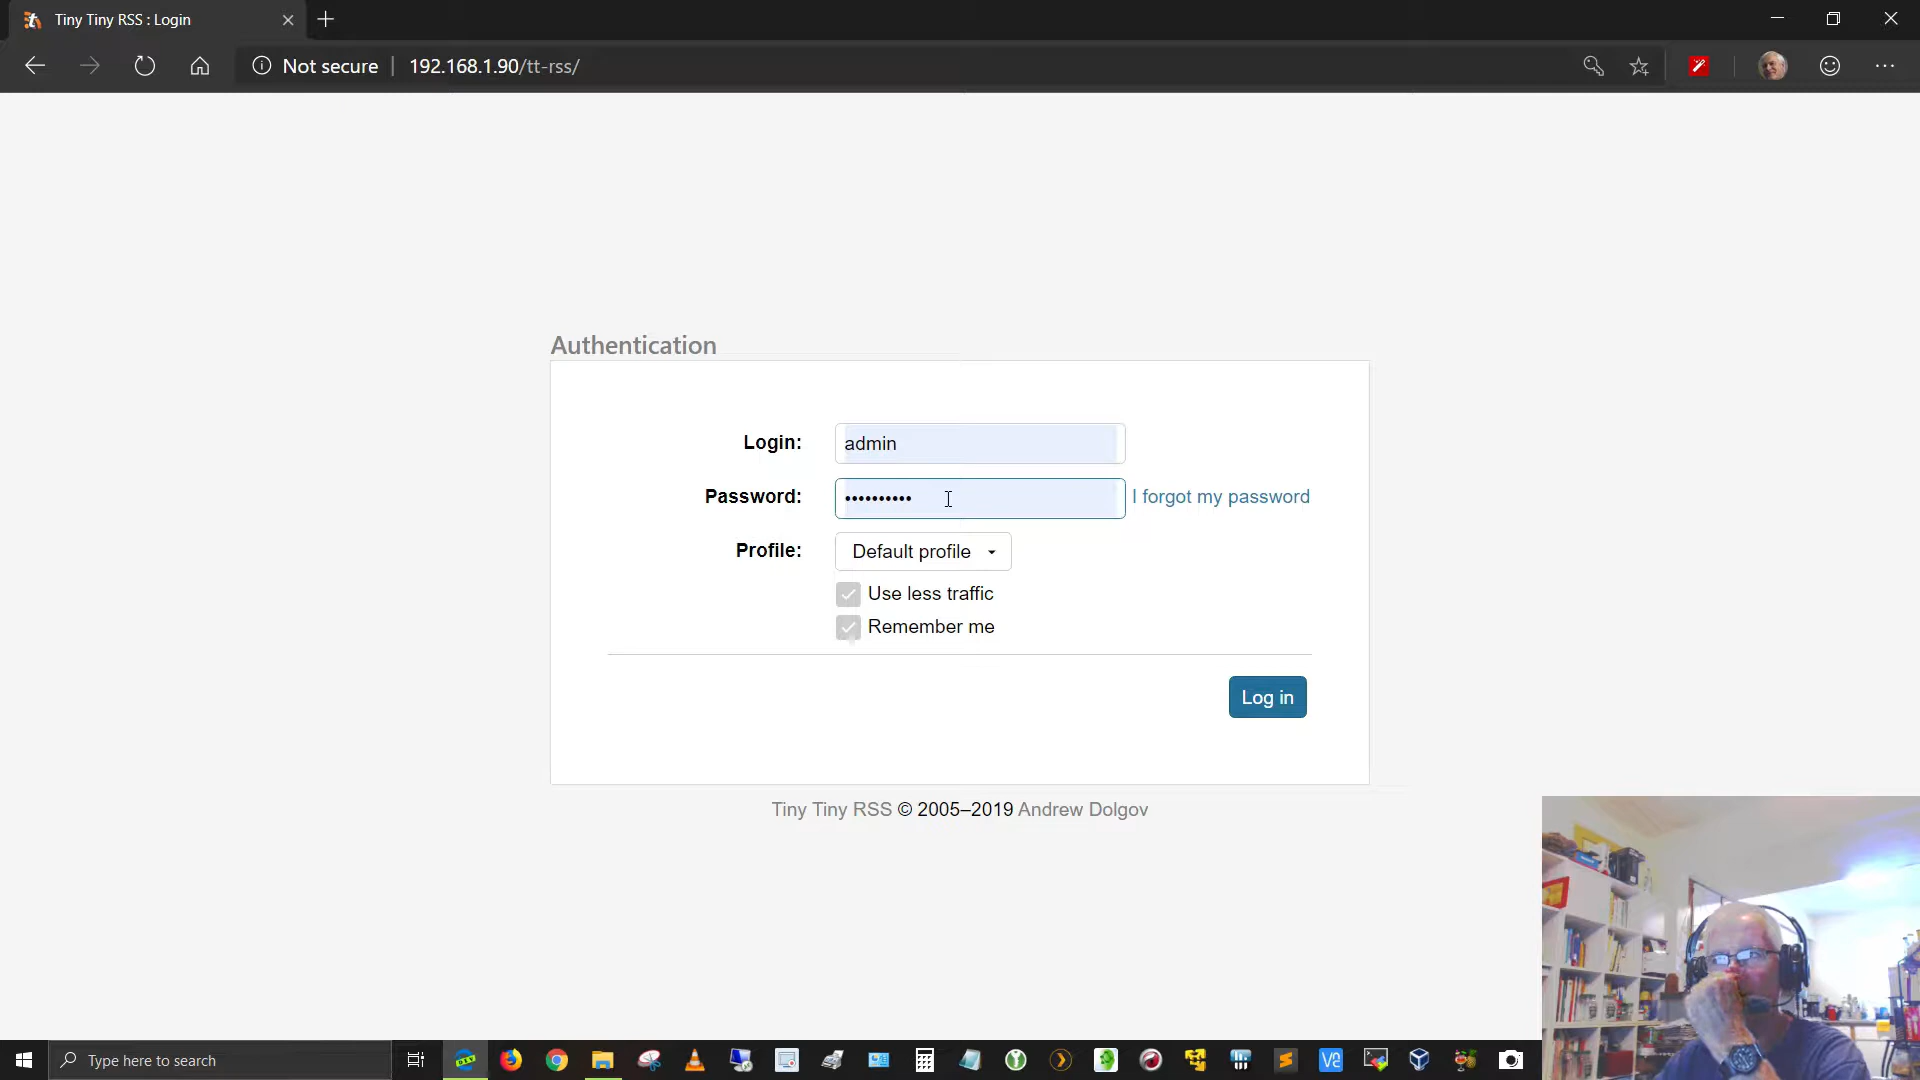 Tiny Tiny RSS : Login
Not secure 192.168.1.90/tt-rss/
Authentication
Login: admin
Password: •••••••••• I forgot my password
Profile: Default profile
Use less traffic
Remember me
Log in
Tiny Tiny RSS © 2005–2019 Andrew Dolgov
Type here to search